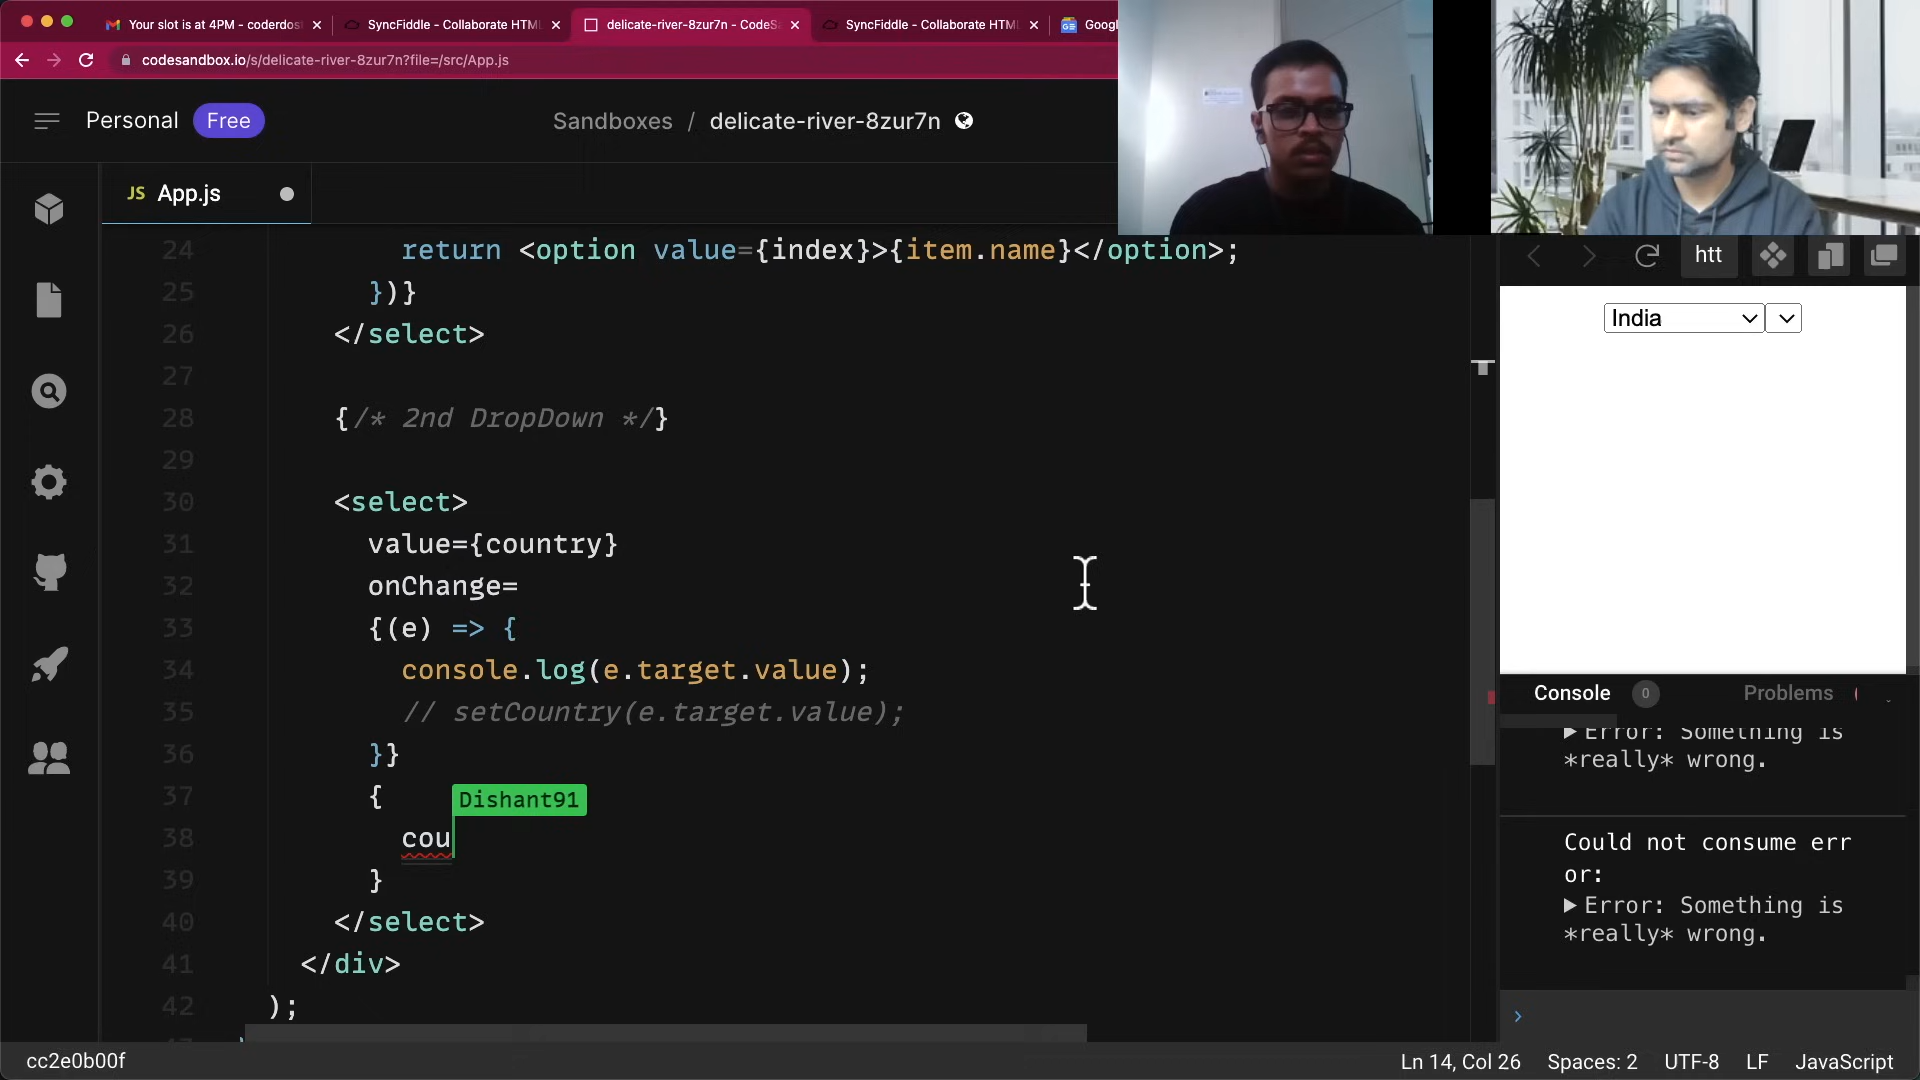 Your slot is at 4PM - coderdos
SyncFiddle - Collaborate HTML
delicate-river-8zur7n - CodeS
SyncFiddle - Collaborate HTML
Goog
codesandbox.io/s/delicate-river-8zur7n?file=/src/App.js
Personal Free
Sandboxes / delicate-river-8zur7n
JS App.js
24 return <option value={index}>{item.name}</option>;
25 })}
26 </select>
27
28 {/* 2nd DropDown */}
29
30 <select>
31 value={country}
32 onChange=
33 {(e) => {
34 console.log(e.target.value);
35 // setCountry(e.target.value);
36 }}
37 {
Dishant91
38 cou
39 }
40 </select>
41 </div>
42 );
htt
India
Console 0 Problems
▶ Error: Something is
*really* wrong.
Could not consume err
or:
▶ Error: Something is
*really* wrong.
›
cc2e0b00f
Ln 14, Col 26 Spaces: 2 UTF-8 LF JavaScript